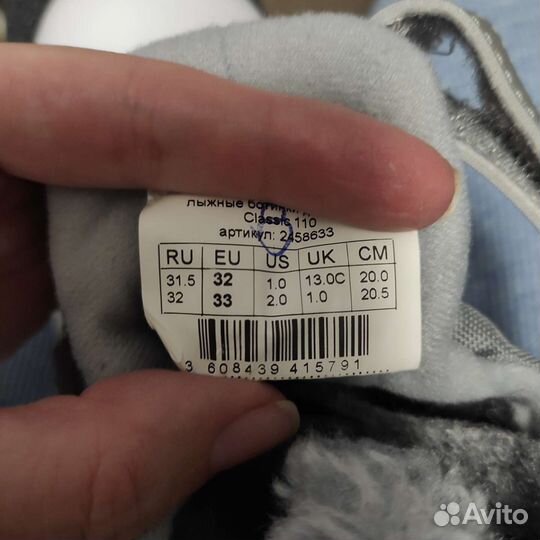 лыжные ботинки
Classic 110
артикул: 2458633
RU EU US UK CM
31.5 32 1.0 13.0C 20.0
32 33 2.0 1.0 20.5
3 608439 415791
Avito